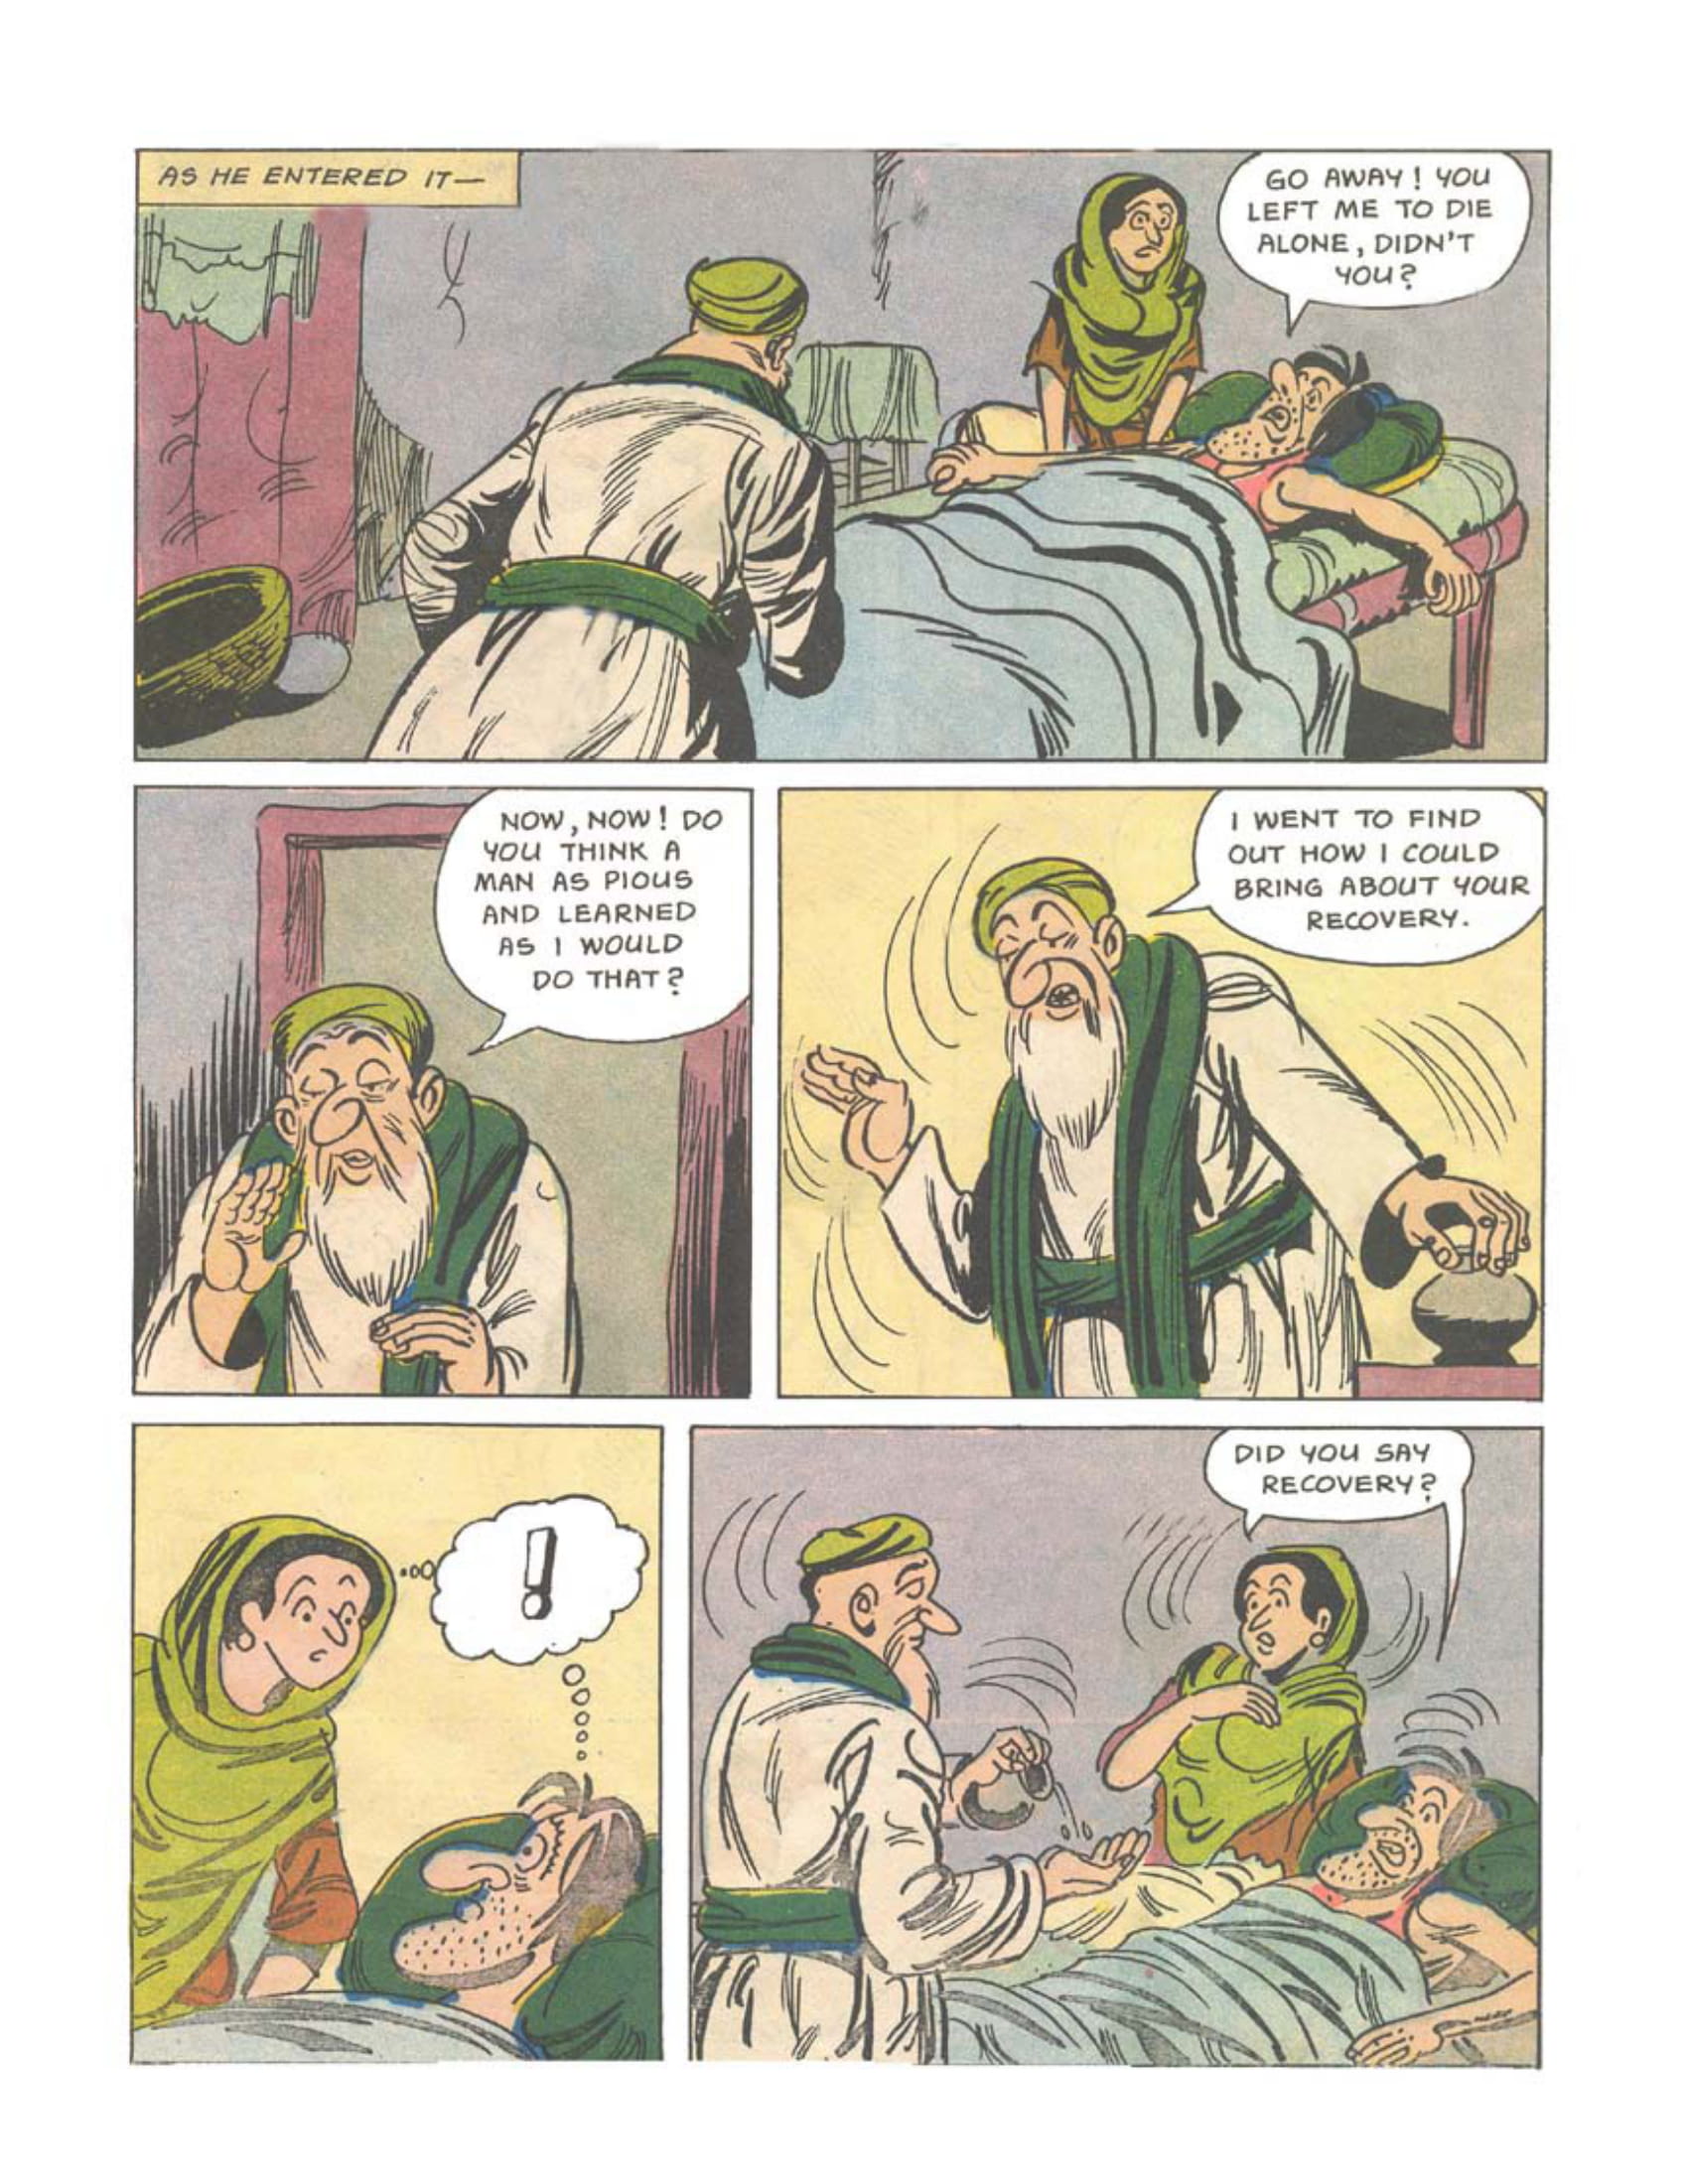 AS HE ENTERED IT—
GO AWAY! YOU
LEFT ME TO DIE
ALONE, DIDN'T
YOU?
NOW, NOW! DO
YOU THINK A
MAN AS PIOUS
AND LEARNED
AS I WOULD
DO THAT?
I WENT TO FIND
OUT HOW I COULD
BRING ABOUT YOUR
RECOVERY.
!
DID YOU SAY
RECOVERY?